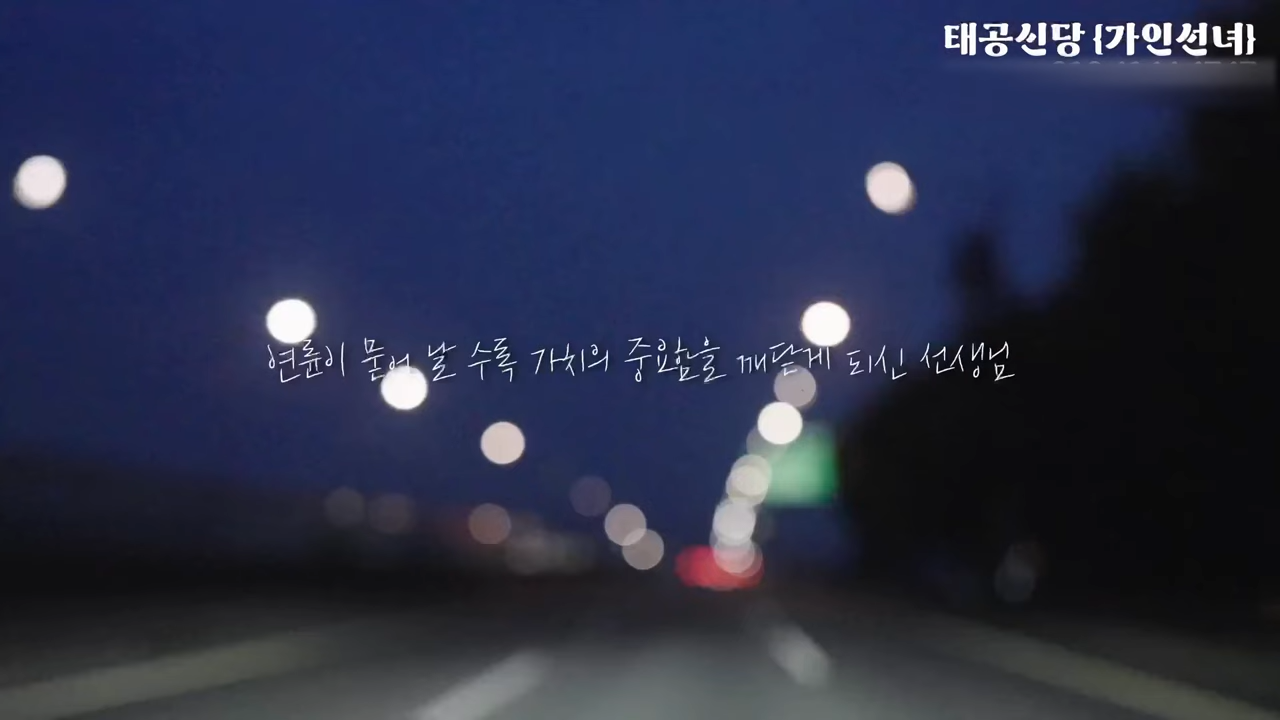 태공신당 {가인선녀}
현륜이 묻어 날 수록 가치의 중요함을 깨닫게 되신 선생님